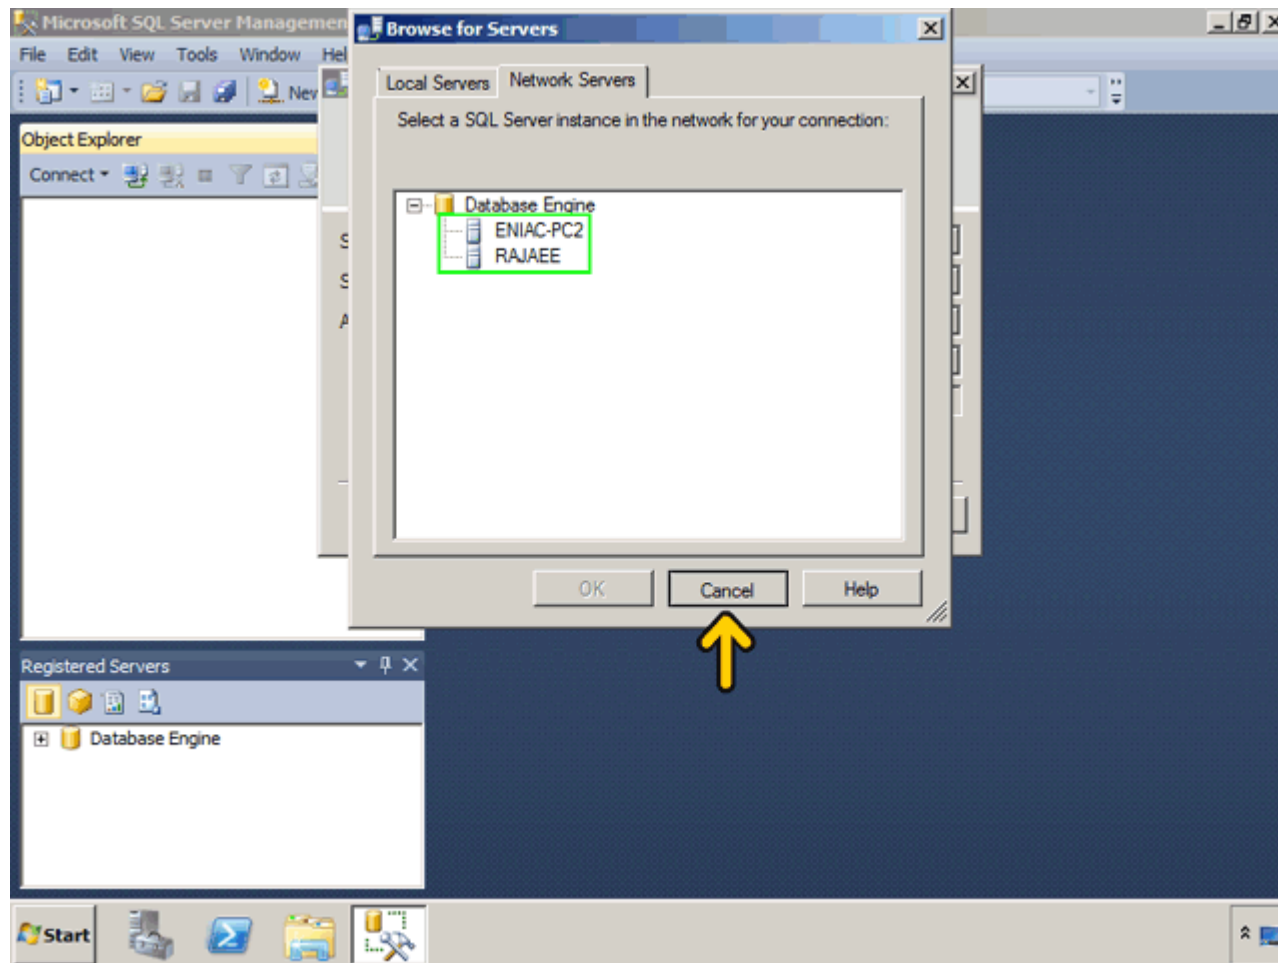 Microsoft SQL Server Managemen
File Edit View Tools Window Hel
New
Object Explorer
Connect
Browse for Servers
Local Servers Network Servers
Select a SQL Server instance in the network for your connection:
Database Engine
ENIAC-PC2
RAJAEE
S
S
A
OK Cancel Help
Registered Servers
Database Engine
Start